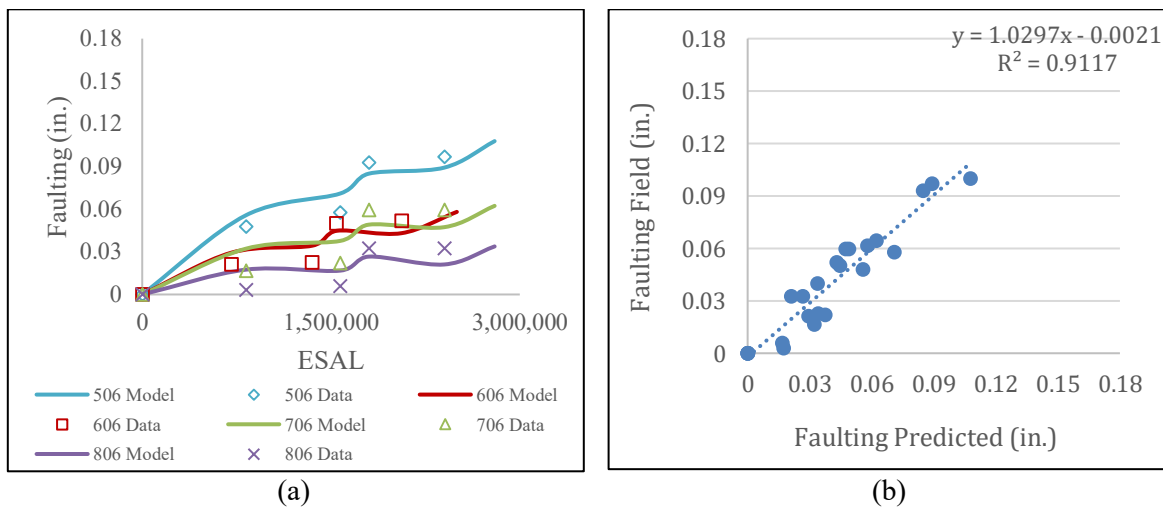 0.18
0.15
0.12
0.09
0.06
0.03
0
Faulting (in.)
0 1,500,000 3,000,000
ESAL
506 Model 506 Data 606 Model
606 Data 706 Model 706 Data
806 Model 806 Data
(a)
y = 1.0297x - 0.0021
R² = 0.9117
0.18
0.15
0.12
0.09
0.06
0.03
0
Faulting Field (in.)
0 0.03 0.06 0.09 0.12 0.15 0.18
Faulting Predicted (in.)
(b)